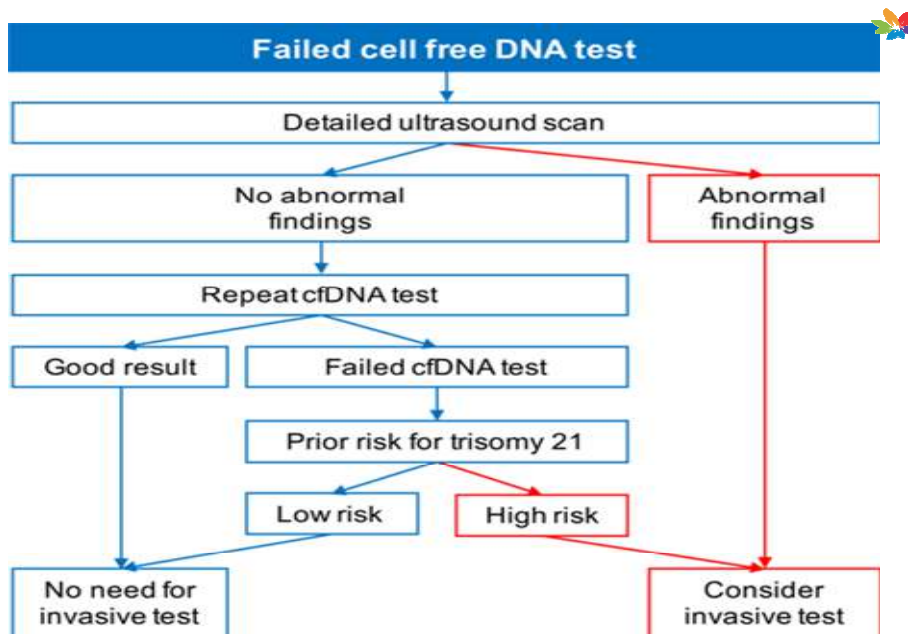 Failed cell free DNA test
Detailed ultrasound scan
No abnormal
findings
Abnormal
findings
Repeat cfDNA test
Good result
Failed cfDNA test
Prior risk for trisomy 21
Low risk
High risk
No need for
invasive test
Consider
invasive test